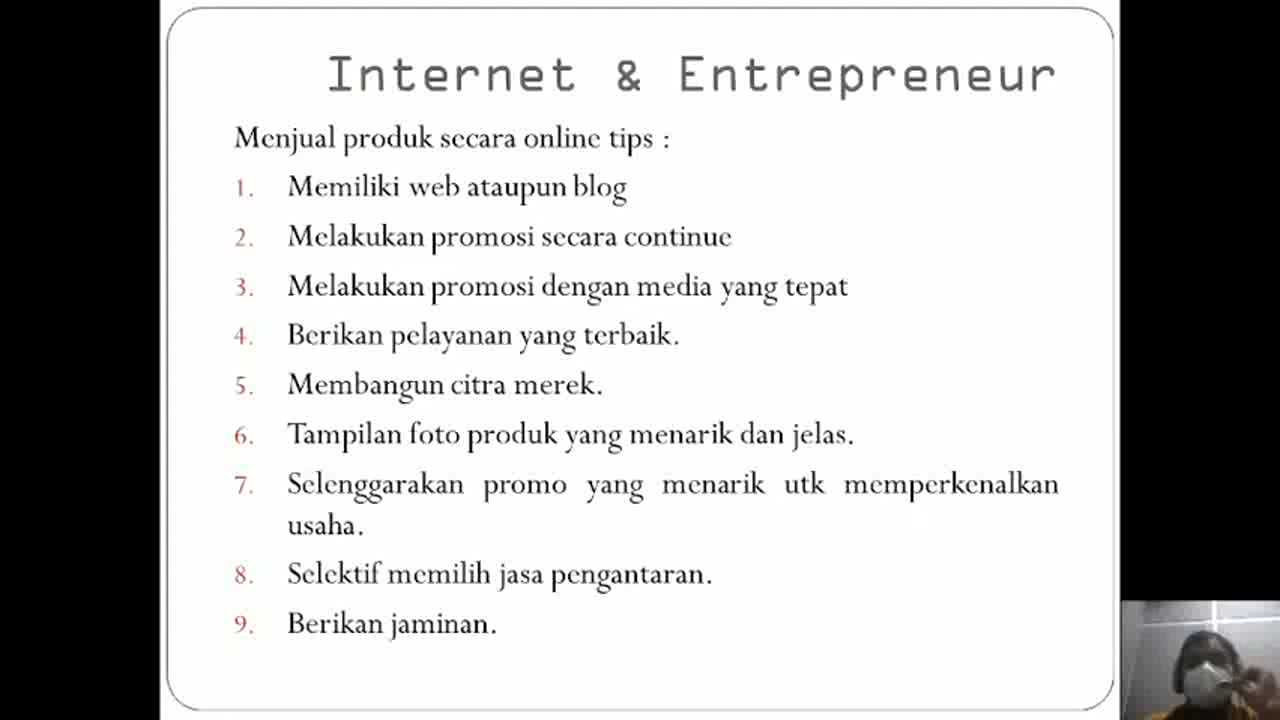 Internet & Entrepreneur
Menjual produk secara online tips :
1. Memiliki web ataupun blog
2. Melakukan promosi secara continue
3. Melakukan promosi dengan media yang tepat
4. Berikan pelayanan yang terbaik.
5. Membangun citra merek.
6. Tampilan foto produk yang menarik dan jelas.
7. Selenggarakan promo yang menarik utk memperkenalkan
usaha.
8. Selektif memilih jasa pengantaran.
9. Berikan jaminan.